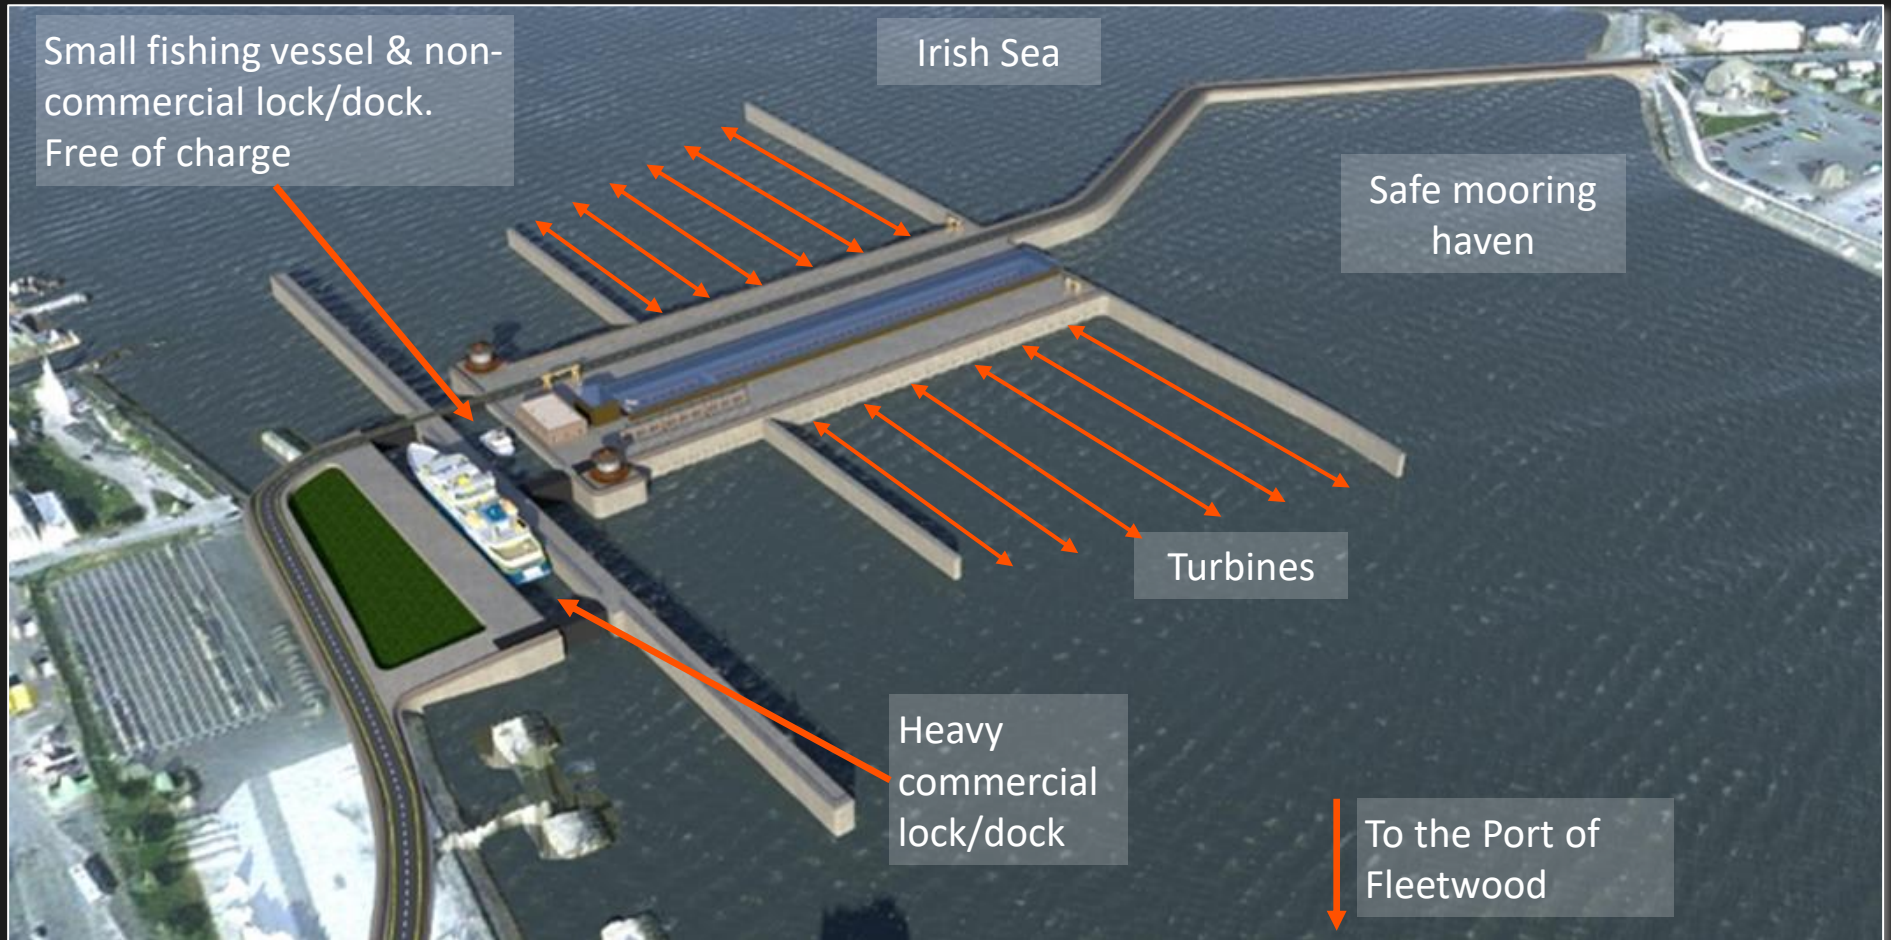 Small fishing vessel & non-
commercial lock/dock.
Free of charge
Irish Sea
Safe mooring
haven
Turbines
Heavy
commercial
lock/dock
To the Port of
Fleetwood